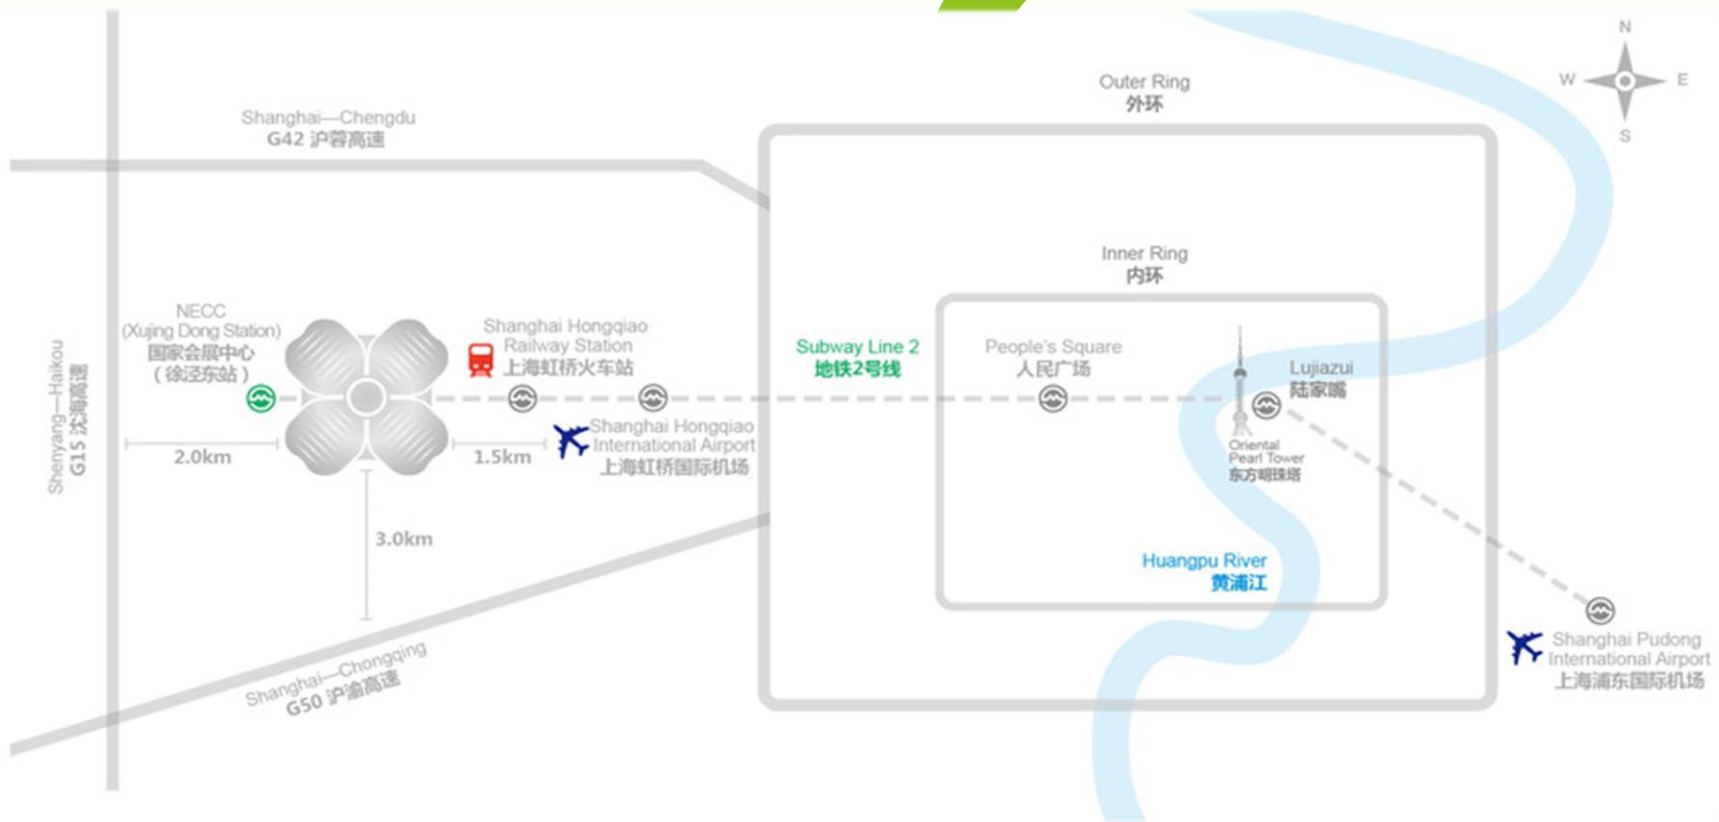 N
W
E
S
Outer Ring
外环
Shanghai—Chengdu
G42 沪蓉高速
Inner Ring
内环
NECC
(Xujing Dong Station)
国家会展中心
(徐泾东站)
Shanghai Hongqiao
Railway Station
上海虹桥火车站
Subway Line 2
地铁2号线
People's Square
人民广场
Lujiazui
陆家嘴
Shenyang—Haikou
G15 沈海高速
2.0km
1.5km
Shanghai Hongqiao
International Airport
上海虹桥国际机场
Oriental
Pearl Tower
东方明珠塔
3.0km
Huangpu River
黄浦江
Shanghai—Chongqing
G50 沪渝高速
Shanghai Pudong
International Airport
上海浦东国际机场